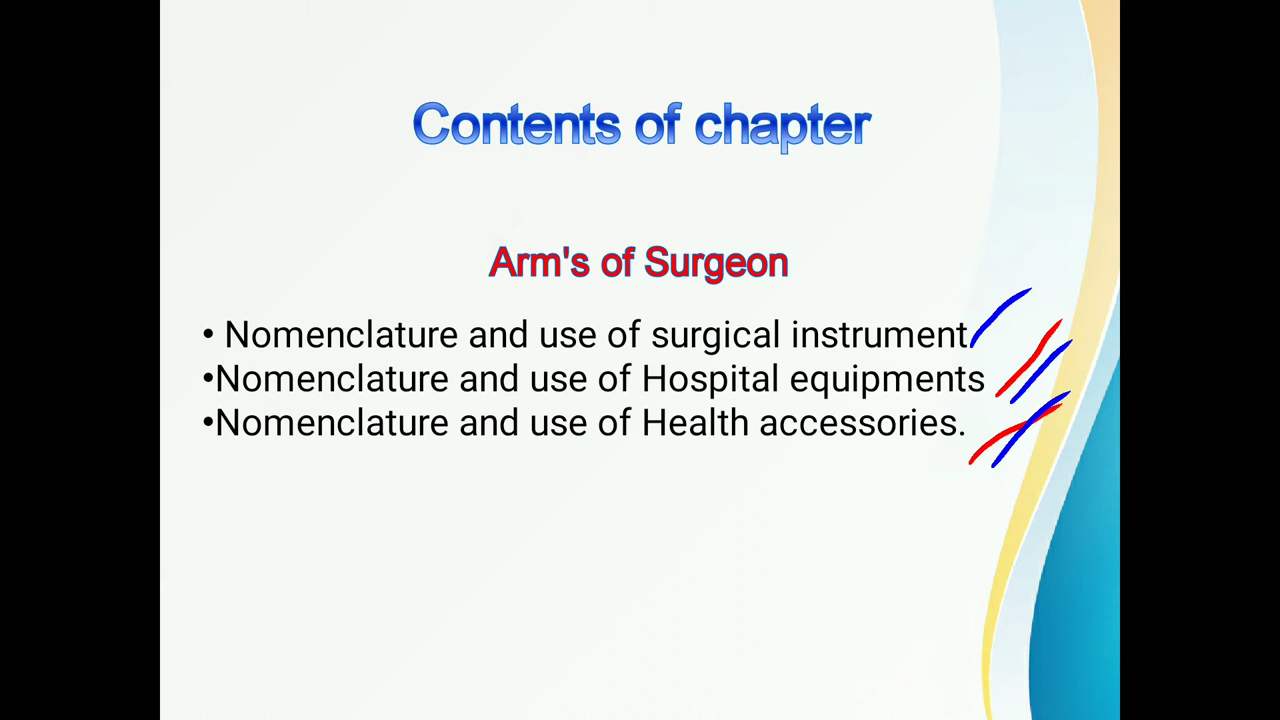 Contents of chapter
Arm's of Surgeon
• Nomenclature and use of surgical instrument.
•Nomenclature and use of Hospital equipments
•Nomenclature and use of Health accessories.